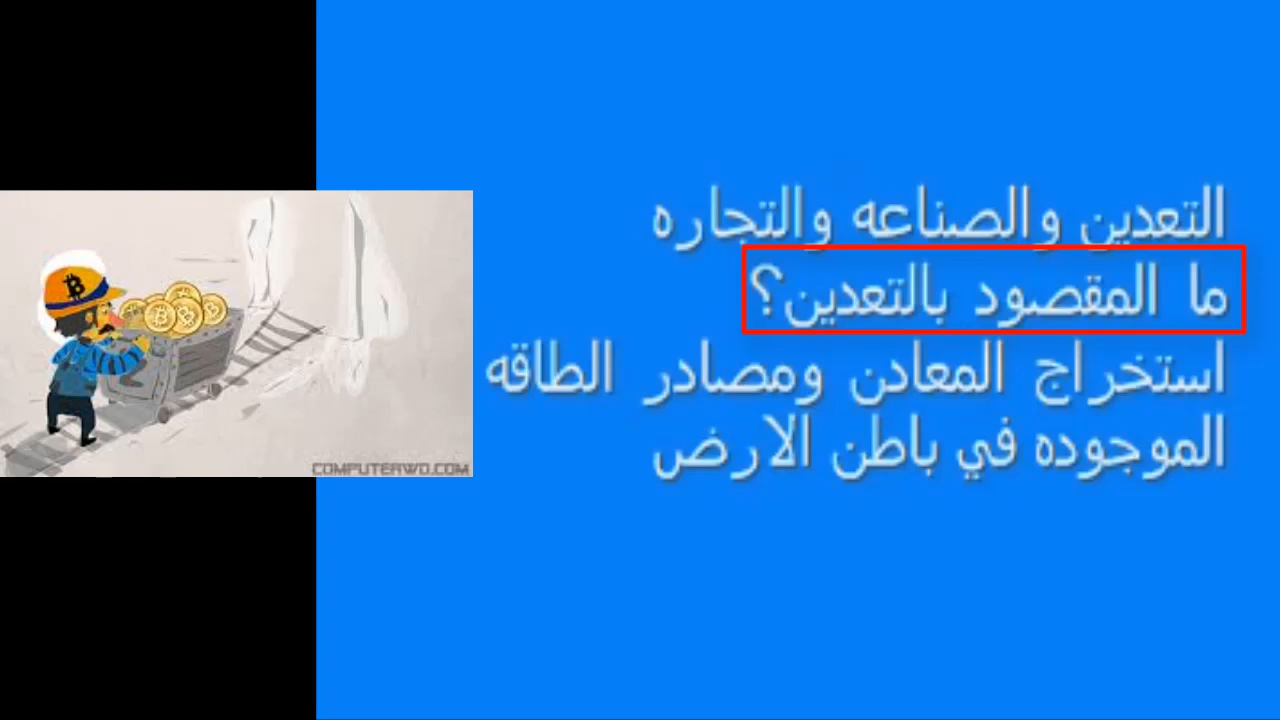 التعدين والصناعه والتجاره
ما المقصود بالتعدين؟
استخراج المعادن ومصادر الطاقه
الموجوده في باطن الارض
COMPUTERWD.COM